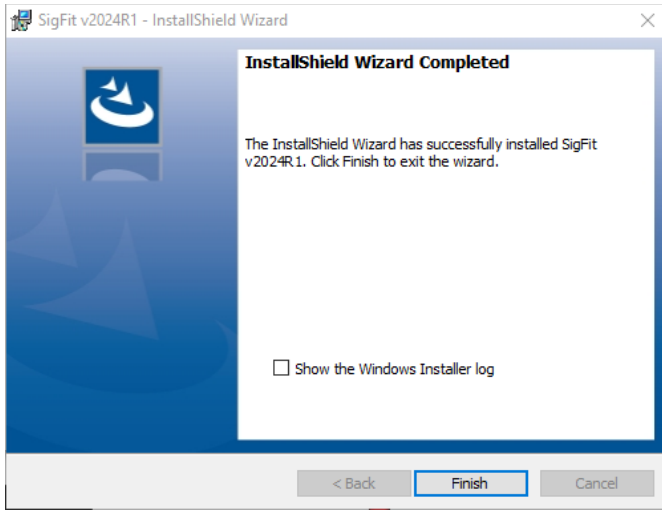 SigFit v2024R1 - InstallShield Wizard
InstallShield Wizard Completed
The InstallShield Wizard has successfully installed SigFit
v2024R1. Click Finish to exit the wizard.
Show the Windows Installer log
< Back
Finish
Cancel